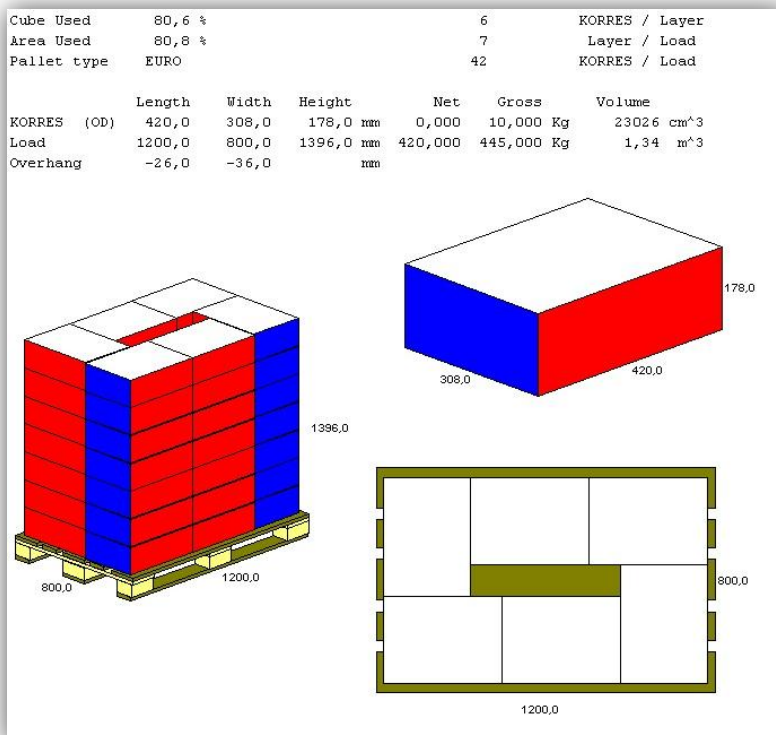 Cube Used 80,6 % 6 KORRES / Layer
Area Used 80,8 % 7 Layer / Load
Pallet type EURO 42 KORRES / Load
Length Width Height Net Gross Volume
KORRES (OD) 420,0 308,0 178,0 mm 0,000 10,000 Kg 23026 cm^3
Load 1200,0 800,0 1396,0 mm 420,000 445,000 Kg 1,34 m^3
Overhang -26,0 -36,0 mm
178,0
308,0
420,0
1396,0
800,0
1200,0
800,0
1200,0